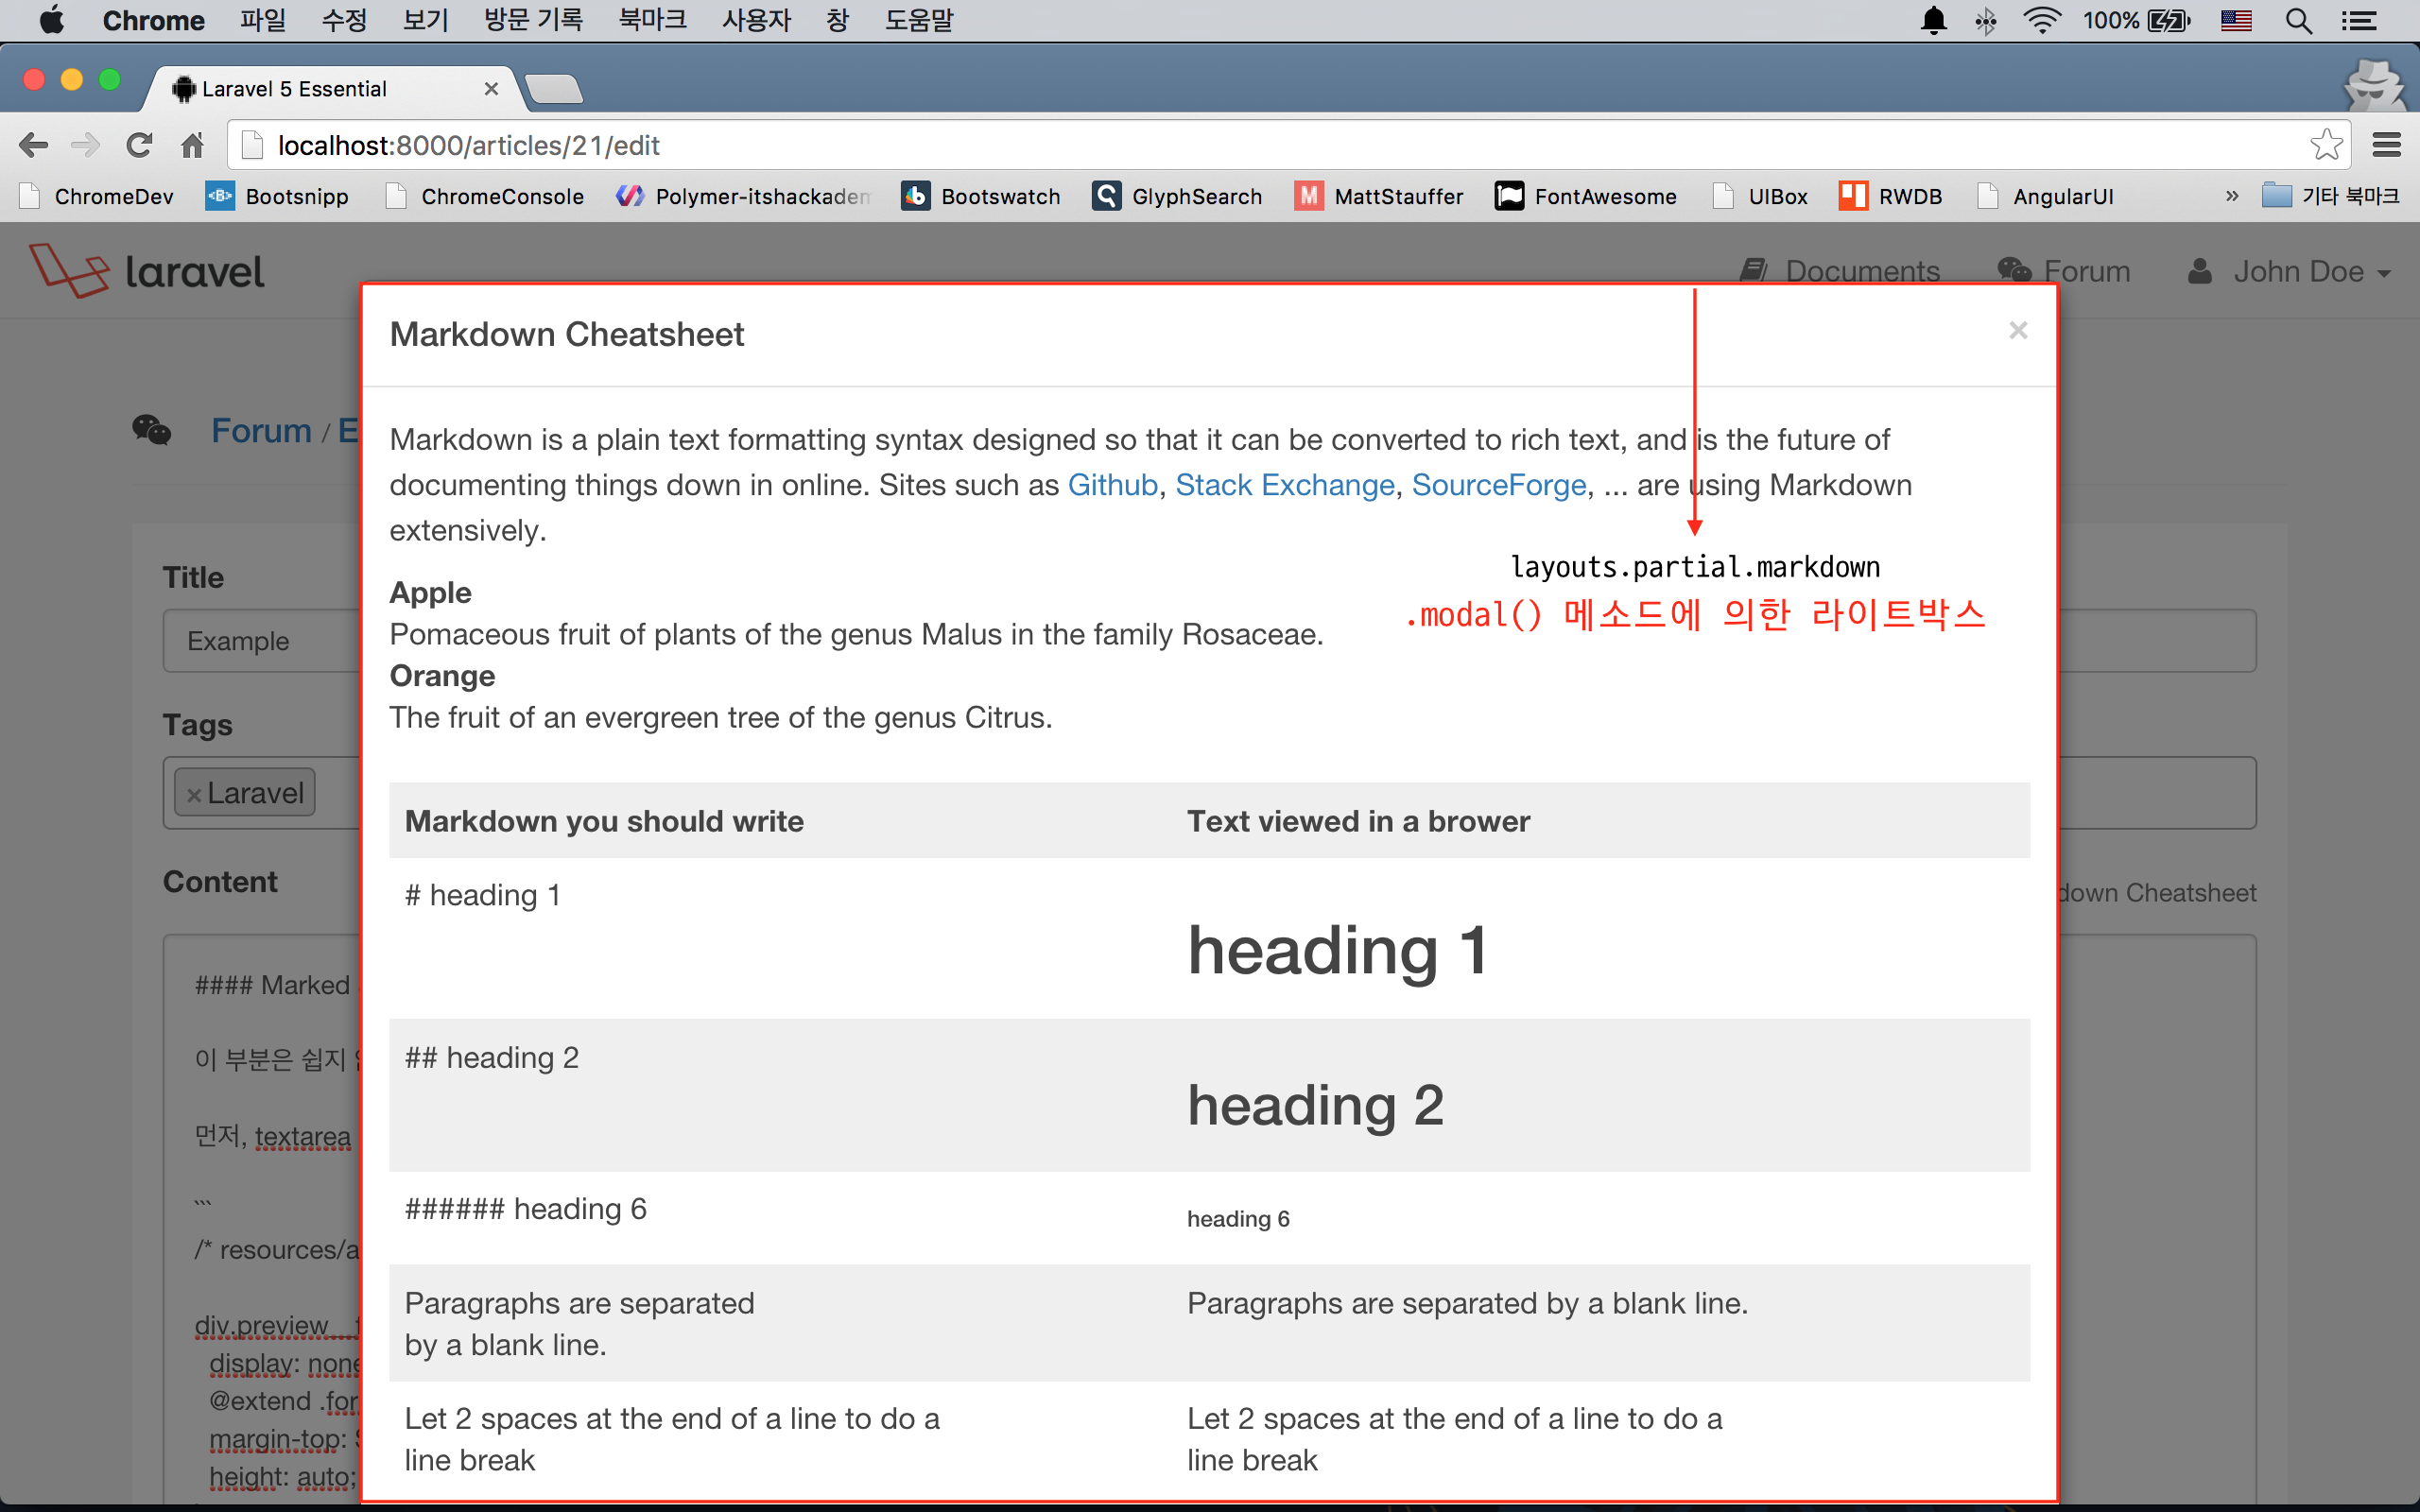 Chrome 파일 수정 보기 방문 기록 북마크 사용자 창 도움말 100%
Laravel 5 Essential
localhost:8000/articles/21/edit
ChromeDev Bootsnipp ChromeConsole Polymer-itshackadem Bootswatch GlyphSearch MattStauffer FontAwesome UIBox RWDB AngularUI » 기타 북마크
laravel Documents Forum John Doe
Markdown Cheatsheet ×
Forum / E
Markdown is a plain text formatting syntax designed so that it can be converted to rich text, and is the future of
documenting things down in online. Sites such as Github, Stack Exchange, SourceForge, ... are using Markdown
extensively.
layouts.partial.markdown
.modal() 메소드에 의한 라이트박스
Apple
Pomaceous fruit of plants of the genus Malus in the family Rosaceae.
Orange
The fruit of an evergreen tree of the genus Citrus.
Title
Example
Tags
×Laravel
Content
down Cheatsheet
Markdown you should write Text viewed in a brower
# heading 1 heading 1
## heading 2 heading 2
###### heading 6 heading 6
Paragraphs are separated Paragraphs are separated by a blank line.
by a blank line.
Let 2 spaces at the end of a line to do a Let 2 spaces at the end of a line to do a
line break line break
#### Marked
이 부분은 쉽지
먼저, textarea
```
/* resources/a
div.preview__
display: none
@extend .for
margin-top:
height: auto;